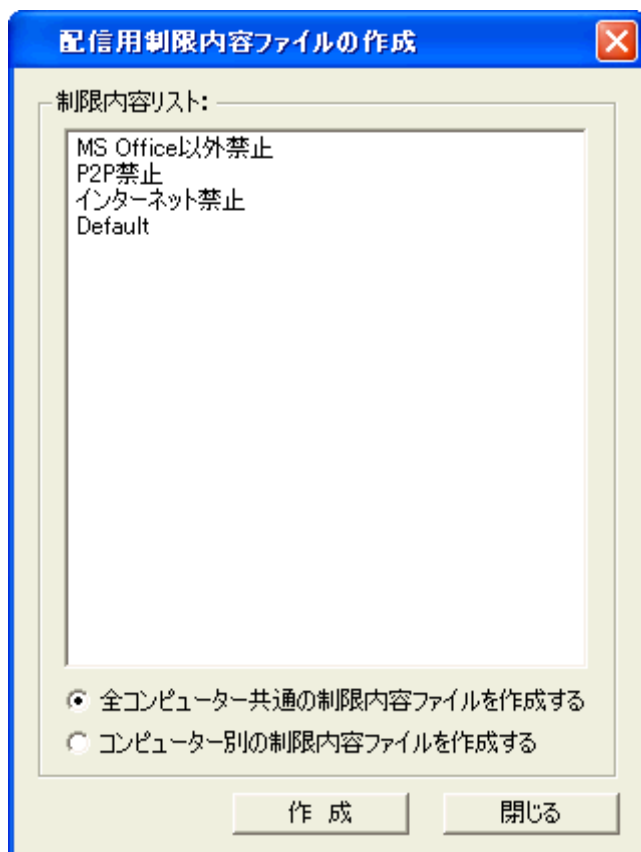 配信用制限内容ファイルの作成
制限内容リスト:
MS Office以外禁止
P2P禁止
インターネット禁止
Default
全コンピューター共通の制限内容ファイルを作成する
コンピューター別の制限内容ファイルを作成する
作 成
閉じる